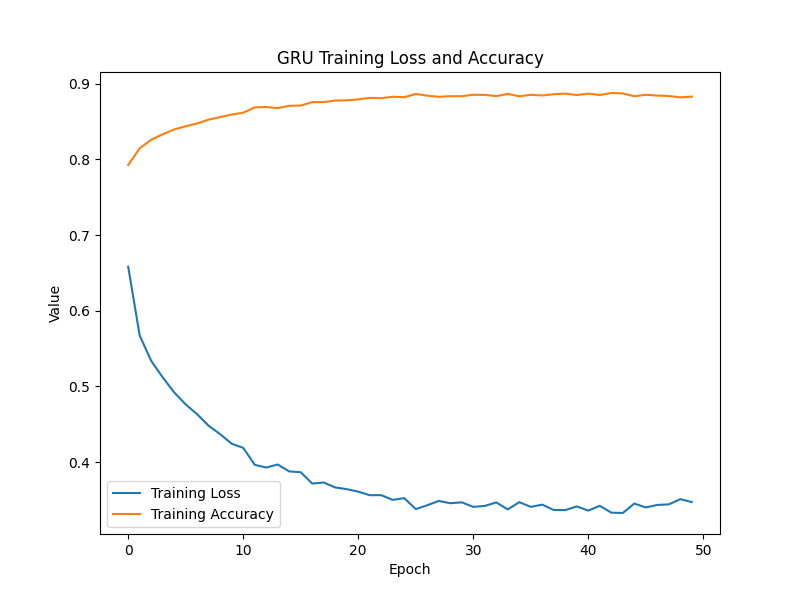 GRU Training Loss and Accuracy
0.9
0.8
0.7
0.6
0.5
0.4
Value
Training Loss
Training Accuracy
0 10 20 30 40 50
Epoch